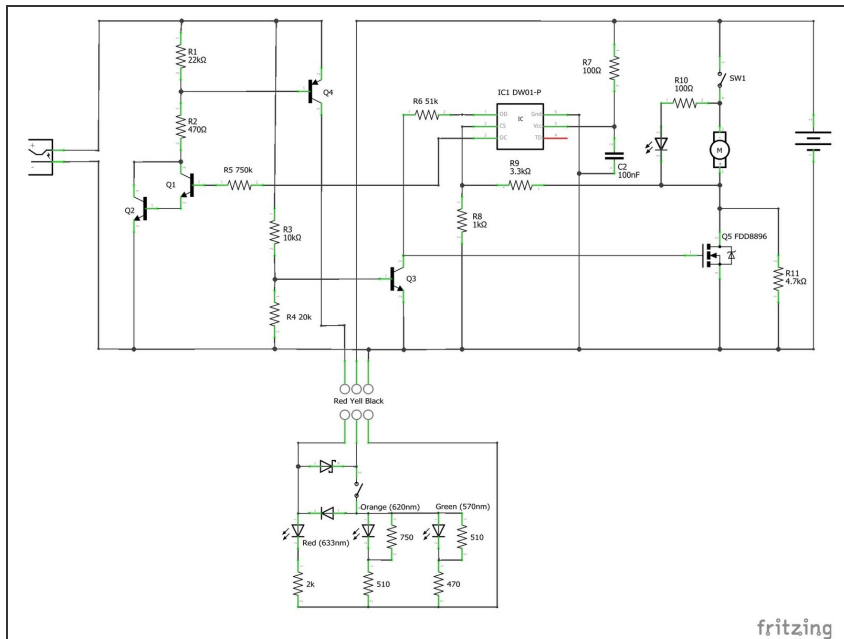 R1
22kΩ
R2
470Ω
Q4
Q1
R5 750k
Q2
R3
10kΩ
R4 20k
Q3
R6 51k
IC1 DW01-P
OD
CS
OC
IC
Gnd
Vcc
TD
R7
100Ω
C2
100nF
R9
3.3kΩ
R8
1kΩ
R10
100Ω
SW1
M
Q5 FDD8896
R11
4.7kΩ
+
-
Red Yell Black
Orange (620nm)
Green (570nm)
Red (633nm)
750
510
2k
510
470
fritzing